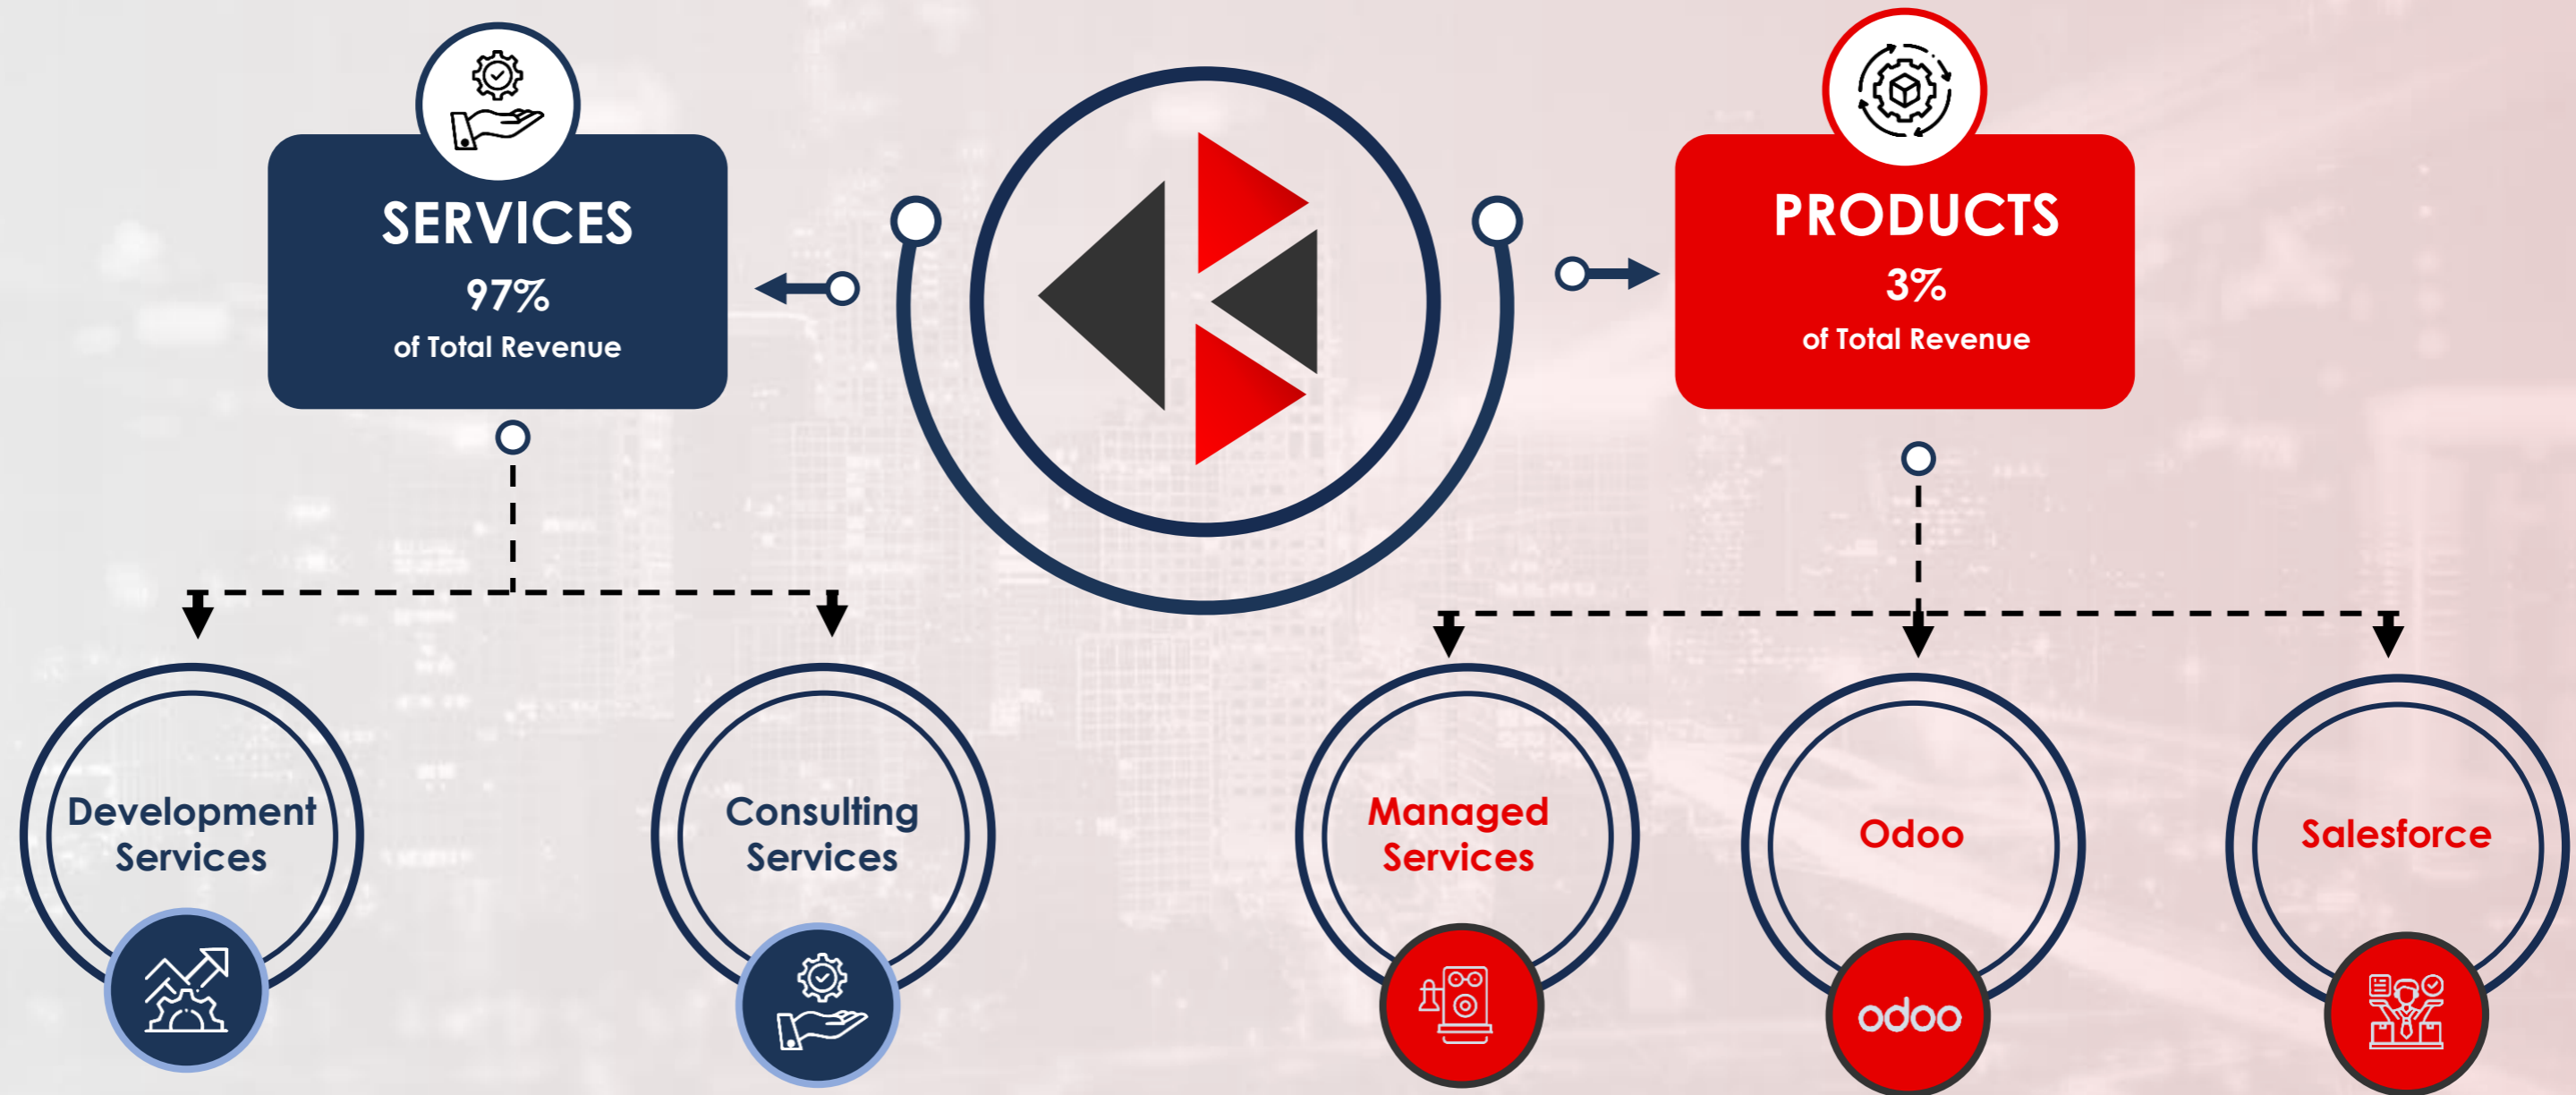 SERVICES
97%
of Total Revenue
PRODUCTS
3%
of Total Revenue
Development
Services
Consulting
Services
Managed
Services
Odoo
Salesforce
odoo